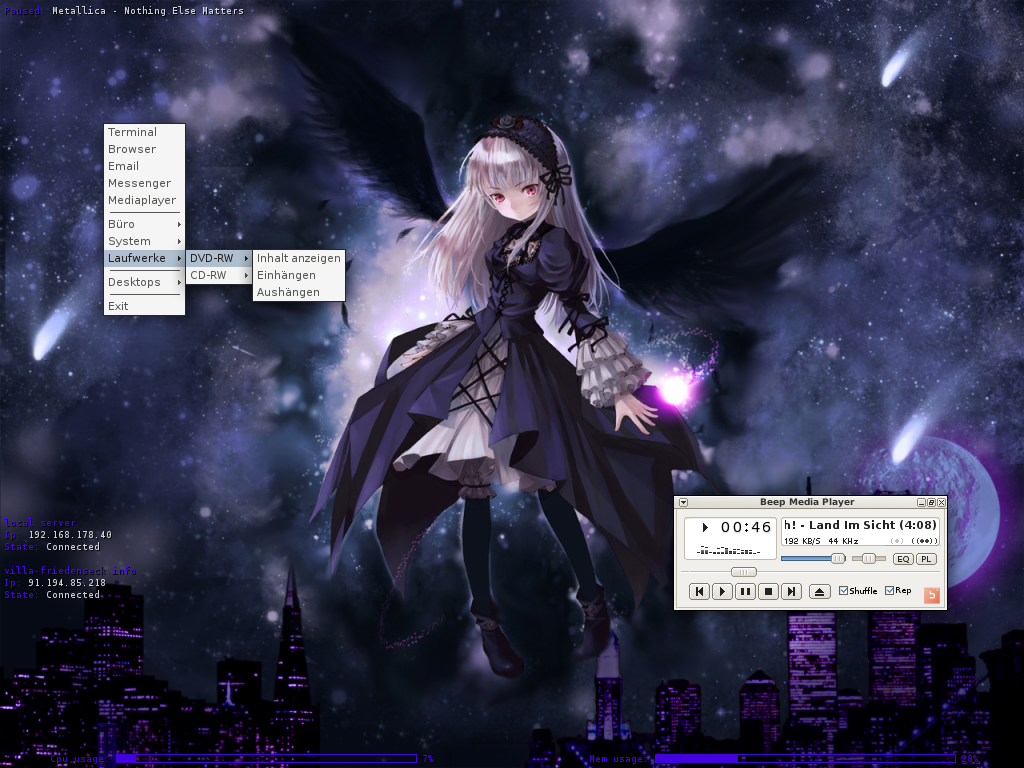 Paused: Metallica - Nothing Else Matters
Terminal
Browser
Email
Messenger
Mediaplayer
Büro
System
Laufwerke
DVD-RW
Inhalt anzeigen
CD-RW
Einhängen
Aushängen
Desktops
Exit
Beep Media Player
00:46
h! - Land Im Sicht (4:08)
192 KB/S 44 KHz
EQ PL
Shuffle Rep
local server
ip: 192.168.178.40
State: Connected
villa-friedenseck.info
ip: 91.194.85.218
State: Connected
Cpu usage: 7%
Mem usage: 28%